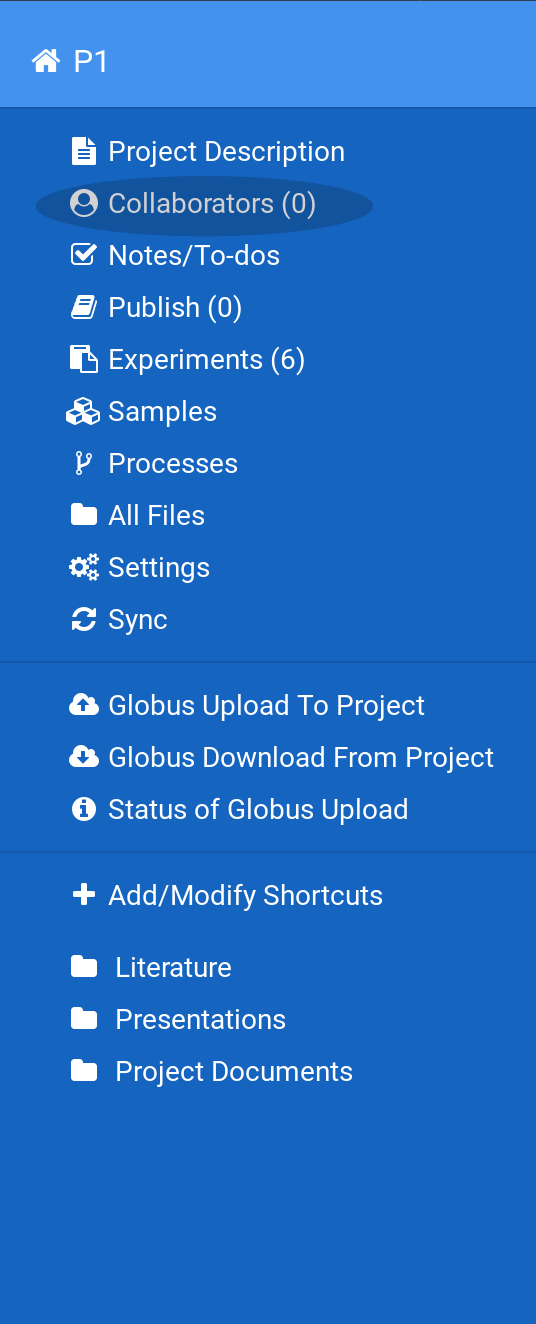 P1
Project Description
Collaborators (0)
Notes/To-dos
Publish (0)
Experiments (6)
Samples
Processes
All Files
Settings
Sync
Globus Upload To Project
Globus Download From Project
Status of Globus Upload
Add/Modify Shortcuts
Literature
Presentations
Project Documents